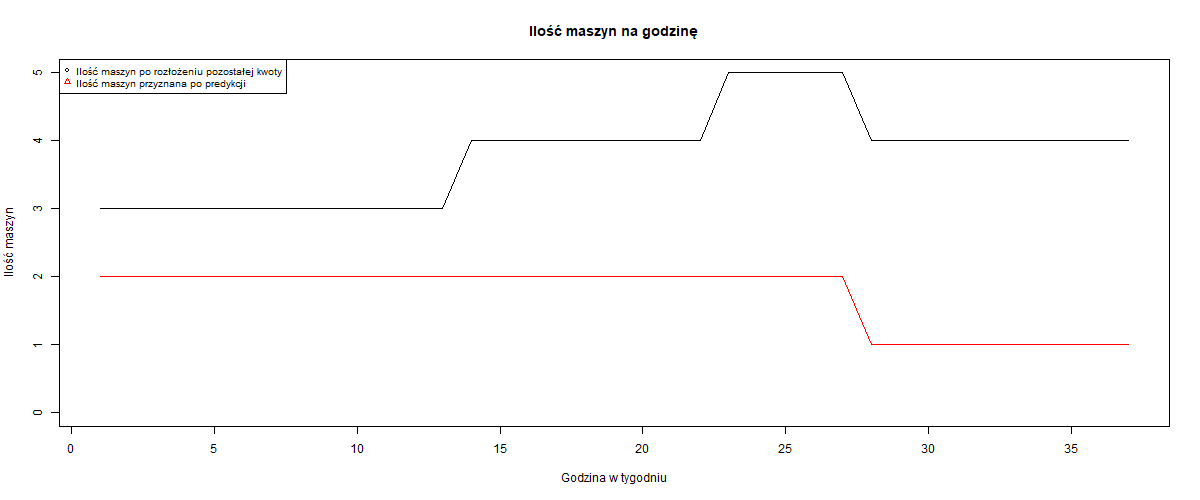 Ilość maszyn na godzinę
Ilość maszyn po rozłożeniu pozostałej kwoty
Ilość maszyn przyznana po predykcji
Ilość maszyn
5
4
3
2
1
0
0 5 10 15 20 25 30 35
Godzina w tygodniu